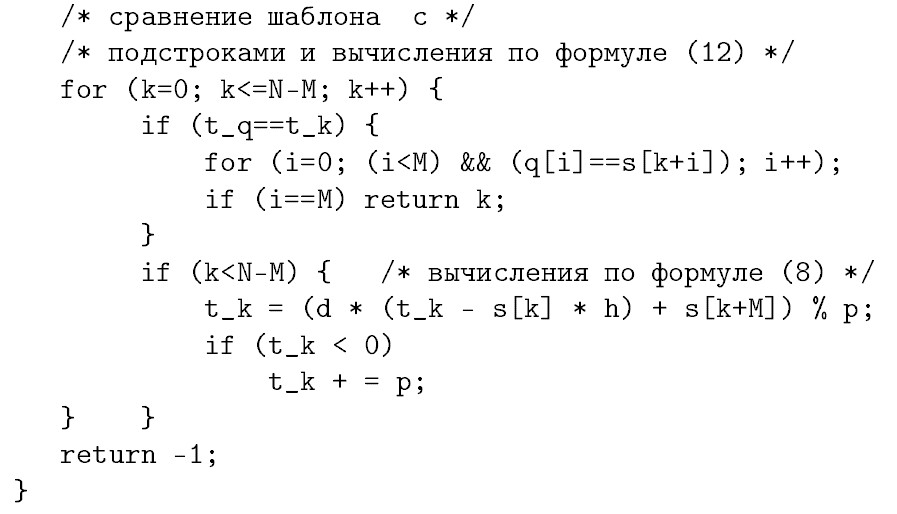 /* сравнение шаблона  с */
/* подстроками и вычисления по формуле (12) */
for (k=0; k<=N-M; k++) {
if (t_q==t_k) {
for (i=0; (i<M) && (q[i]==s[k+i]); i++);
if (i==M) return k;
}
if (k<N-M) {   /* вычисления по формуле (8) */
t_k = (d * (t_k - s[k] * h) + s[k+M]) % p;
if (t_k < 0)
t_k + = p;
}    }
return -1;
}